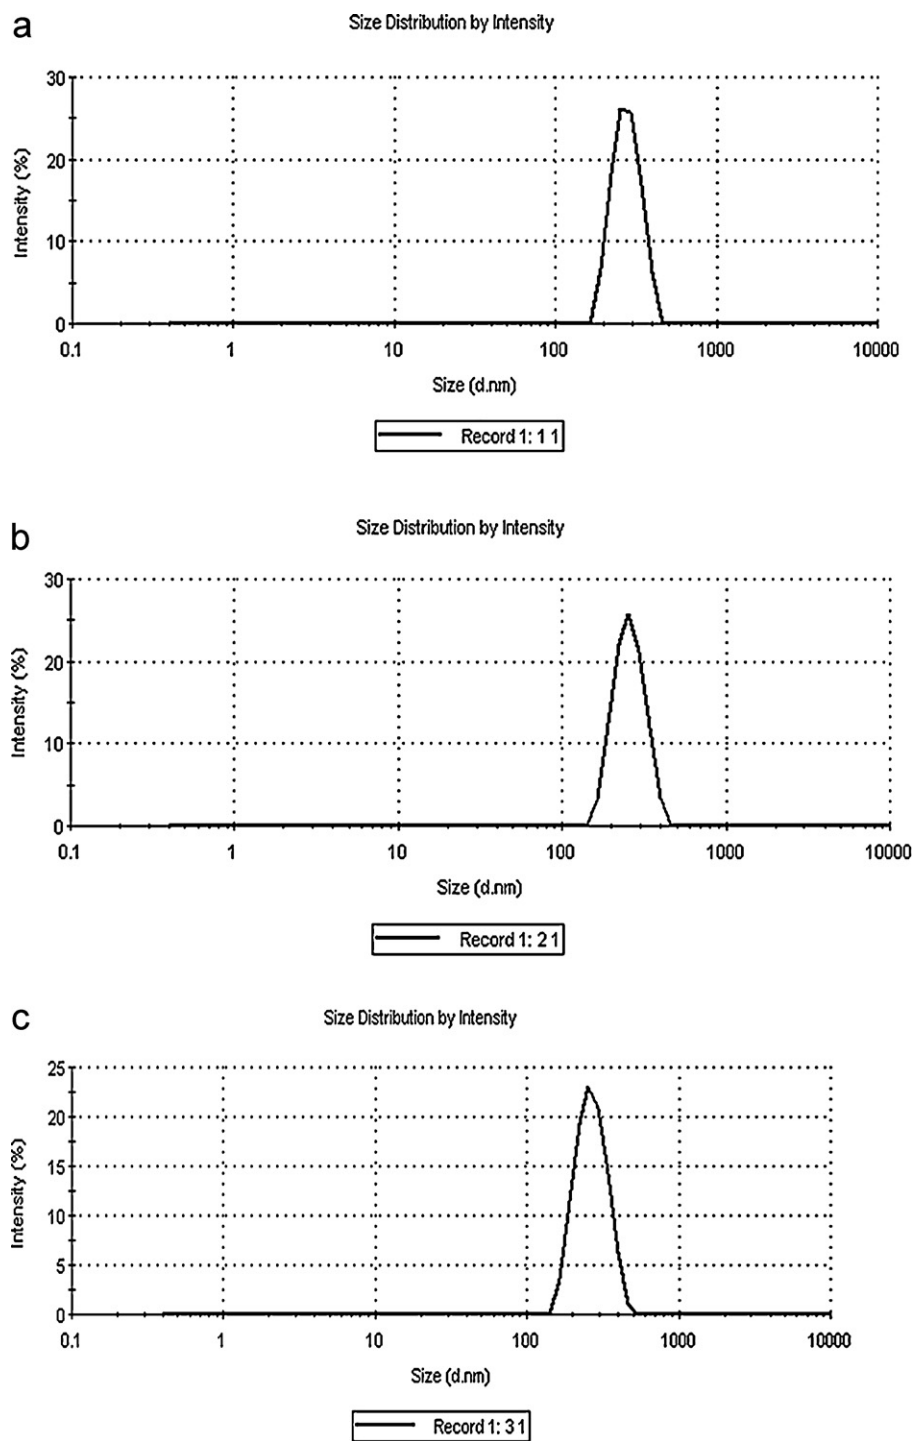 a
Size Distribution by Intensity
30
20
10
0
Intensity (%)
0.1 1 10 100 1000 10000
Size (d.nm)
Record 1: 1 1
b
Size Distribution by Intensity
30
20
10
0
Intensity (%)
0.1 1 10 100 1000 10000
Size (d.nm)
Record 1: 2 1
c
Size Distribution by Intensity
25
20
15
10
5
0
Intensity (%)
0.1 1 10 100 1000 10000
Size (d.nm)
Record 1: 3 1